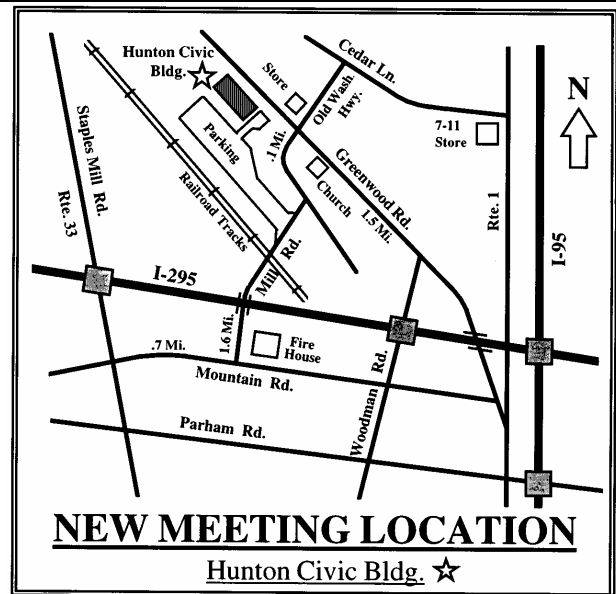 Hunton Civic
Bldg.
Store
Cedar Ln.
Old Wash.
Hwy.
N
7-11
Store
Staples Mill Rd.
Rte. 33
Parking
.1 Mi.
Church
Greenwood Rd.
1.5 Mi.
Rte. 1
I-95
Railroad Tracks
Mill Rd.
I-295
1.6 Mi.
Fire
House
.7 Mi.
Mountain Rd.
Woodman Rd.
Parham Rd.
NEW MEETING LOCATION
Hunton Civic Bldg.